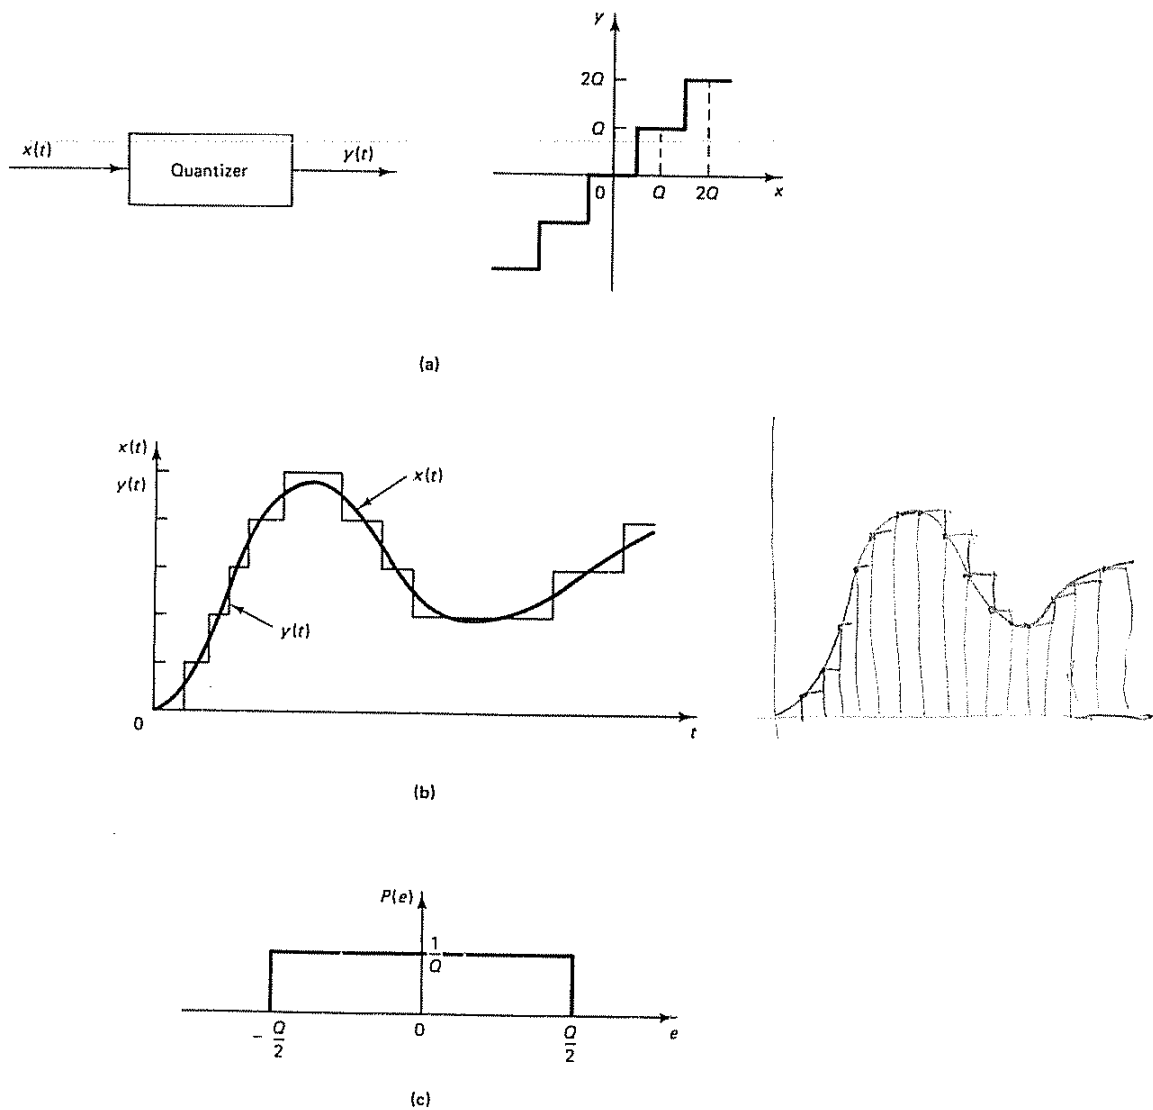 y
2Q
x(t)
y(t)
Quantizer
Q
0
Q
2Q
x
(a)
x(t)
y(t)
x(t)
y(t)
0
t
(b)
P(e)
1
Q
- Q
2
0
Q
2
e
(c)